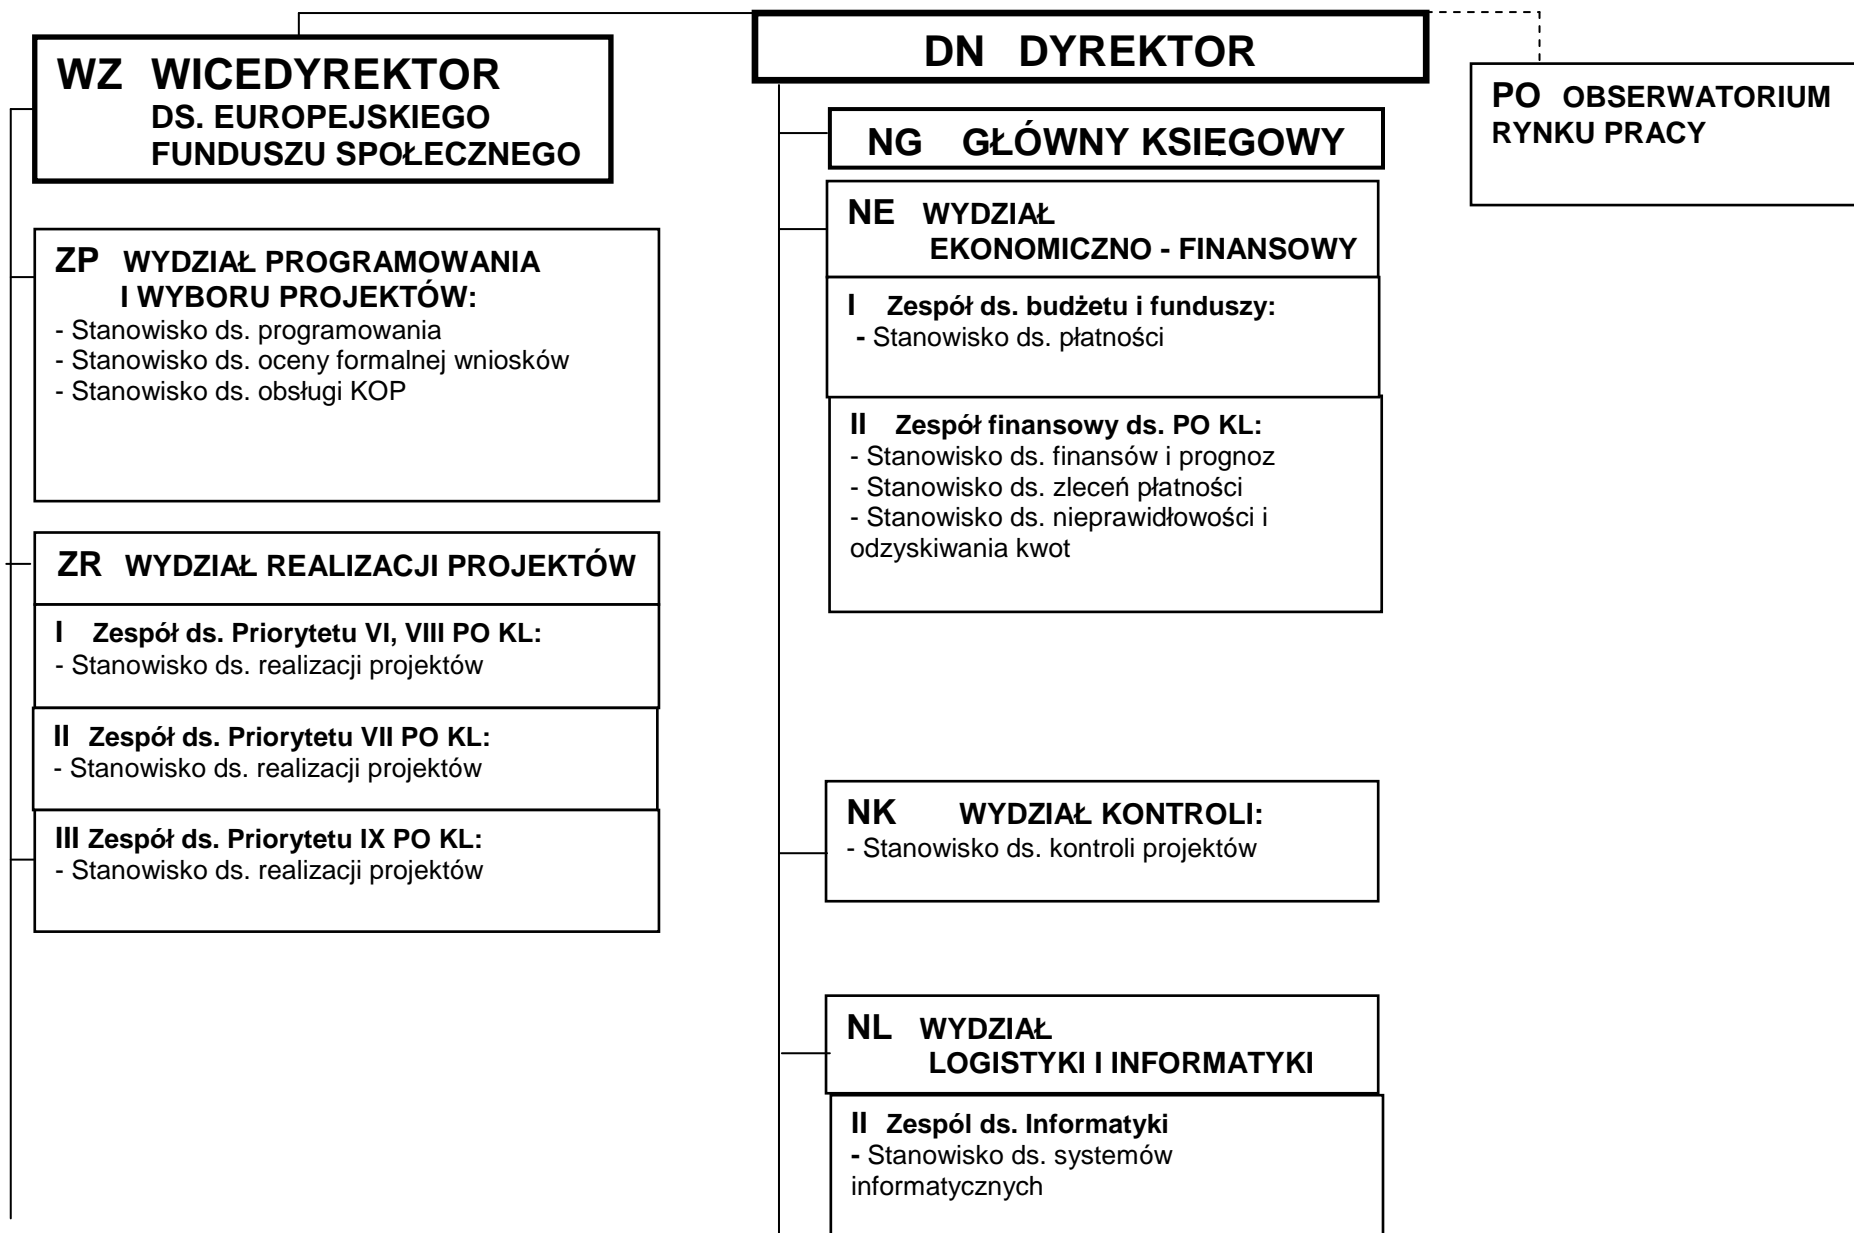 WZ WICEDYREKTOR
DS. EUROPEJSKIEGO
FUNDUSZU SPOŁECZNEGO
ZP WYDZIAŁ PROGRAMOWANIA
I WYBORU PROJEKTÓW:
- Stanowisko ds. programowania
- Stanowisko ds. oceny formalnej wniosków
- Stanowisko ds. obsługi KOP
ZR WYDZIAŁ REALIZACJI PROJEKTÓW
I Zespół ds. Priorytetu VI, VIII PO KL:
- Stanowisko ds. realizacji projektów
II Zespół ds. Priorytetu VII PO KL:
- Stanowisko ds. realizacji projektów
III Zespół ds. Priorytetu IX PO KL:
- Stanowisko ds. realizacji projektów
DN DYREKTOR
NG GŁÓWNY KSIĘGOWY
NE WYDZIAŁ
EKONOMICZNO - FINANSOWY
I Zespół ds. budżetu i funduszy:
- Stanowisko ds. płatności
II Zespół finansowy ds. PO KL:
- Stanowisko ds. finansów i prognoz
- Stanowisko ds. zleceń płatności
- Stanowisko ds. nieprawidłowości i
odzyskiwania kwot
NK WYDZIAŁ KONTROLI:
- Stanowisko ds. kontroli projektów
NL WYDZIAŁ
LOGISTYKI I INFORMATYKI
II Zespól ds. Informatyki
- Stanowisko ds. systemów
informatycznych
PO OBSERWATORIUM
RYNKU PRACY